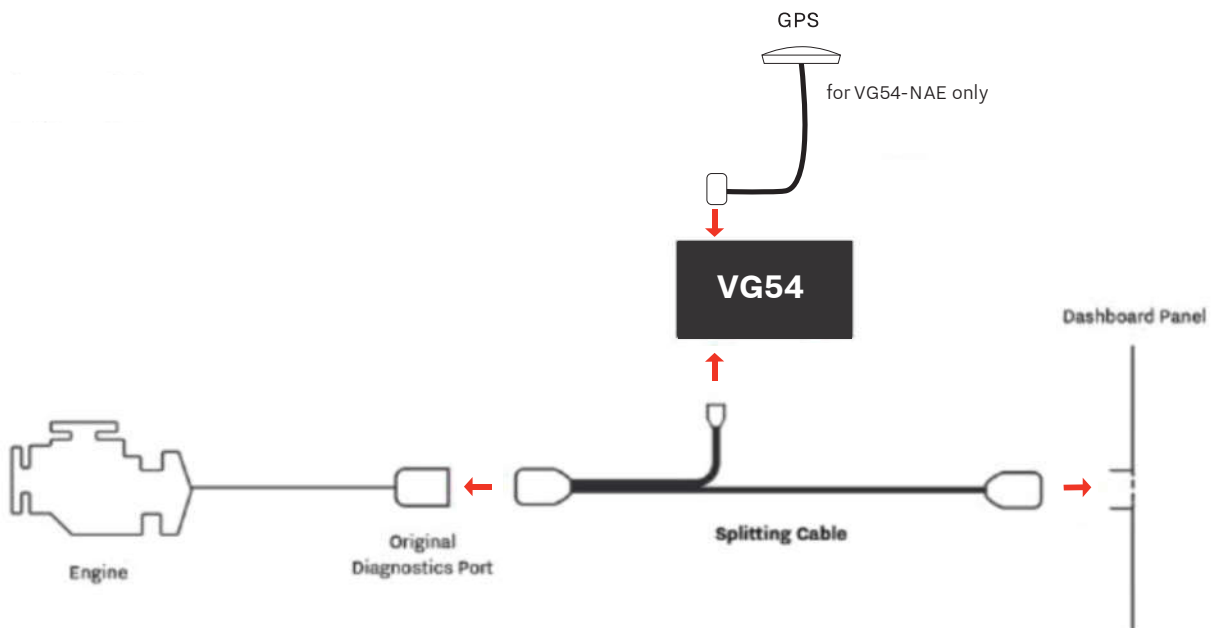 GPS
for VG54-NAE only
VG54
Dashboard Panel
Splitting Cable
Original
Diagnostics Port
Engine